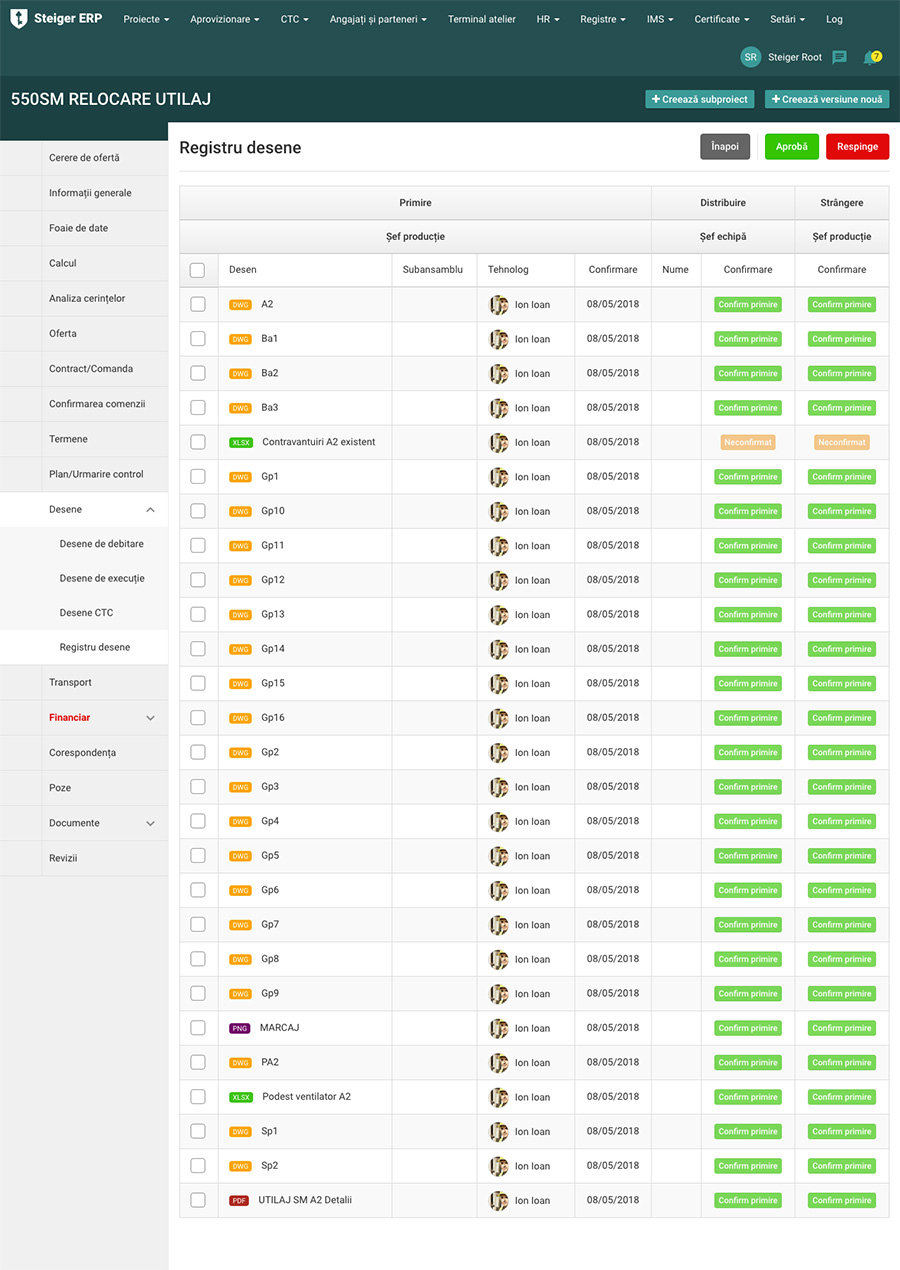 Steiger ERP Proiecte Aprovizionare CTC Angajați și parteneri Terminal atelier HR Registre IMS Certificate Setări Log
SR Steiger Root 7
550SM RELOCARE UTILAJ + Creează subproiect + Creează versiune nouă
Cerere de ofertă
Informații generale
Foaie de date
Calcul
Analiza cerințelor
Oferta
Contract/Comanda
Confirmarea comenzii
Termene
Plan/Urmarire control
Desene
Desene de debitare
Desene de execuție
Desene CTC
Registru desene
Transport
Financiar
Corespondența
Poze
Documente
Revizii
Registru desene Înapoi Aprobă Respinge
Primire Distribuire Strângere
Șef producție Șef echipă Șef producție
Desen Subansamblu Tehnolog Confirmare Nume Confirmare Confirmare
DWG A2 Ion Ioan 08/05/2018 Confirm primire Confirm primire
DWG Ba1 Ion Ioan 08/05/2018 Confirm primire Confirm primire
DWG Ba2 Ion Ioan 08/05/2018 Confirm primire Confirm primire
DWG Ba3 Ion Ioan 08/05/2018 Confirm primire Confirm primire
XLSX Contravantuiri A2 existent Ion Ioan 08/05/2018 Neconfirmat Neconfirmat
DWG Gp1 Ion Ioan 08/05/2018 Confirm primire Confirm primire
DWG Gp10 Ion Ioan 08/05/2018 Confirm primire Confirm primire
DWG Gp11 Ion Ioan 08/05/2018 Confirm primire Confirm primire
DWG Gp12 Ion Ioan 08/05/2018 Confirm primire Confirm primire
DWG Gp13 Ion Ioan 08/05/2018 Confirm primire Confirm primire
DWG Gp14 Ion Ioan 08/05/2018 Confirm primire Confirm primire
DWG Gp15 Ion Ioan 08/05/2018 Confirm primire Confirm primire
DWG Gp16 Ion Ioan 08/05/2018 Confirm primire Confirm primire
DWG Gp2 Ion Ioan 08/05/2018 Confirm primire Confirm primire
DWG Gp3 Ion Ioan 08/05/2018 Confirm primire Confirm primire
DWG Gp4 Ion Ioan 08/05/2018 Confirm primire Confirm primire
DWG Gp5 Ion Ioan 08/05/2018 Confirm primire Confirm primire
DWG Gp6 Ion Ioan 08/05/2018 Confirm primire Confirm primire
DWG Gp7 Ion Ioan 08/05/2018 Confirm primire Confirm primire
DWG Gp8 Ion Ioan 08/05/2018 Confirm primire Confirm primire
DWG Gp9 Ion Ioan 08/05/2018 Confirm primire Confirm primire
PNG MARCAJ Ion Ioan 08/05/2018 Confirm primire Confirm primire
DWG PA2 Ion Ioan 08/05/2018 Confirm primire Confirm primire
XLSX Podest ventilator A2 Ion Ioan 08/05/2018 Confirm primire Confirm primire
DWG Sp1 Ion Ioan 08/05/2018 Confirm primire Confirm primire
DWG Sp2 Ion Ioan 08/05/2018 Confirm primire Confirm primire
PDF UTILAJ SM A2 Detalii Ion Ioan 08/05/2018 Confirm primire Confirm primire